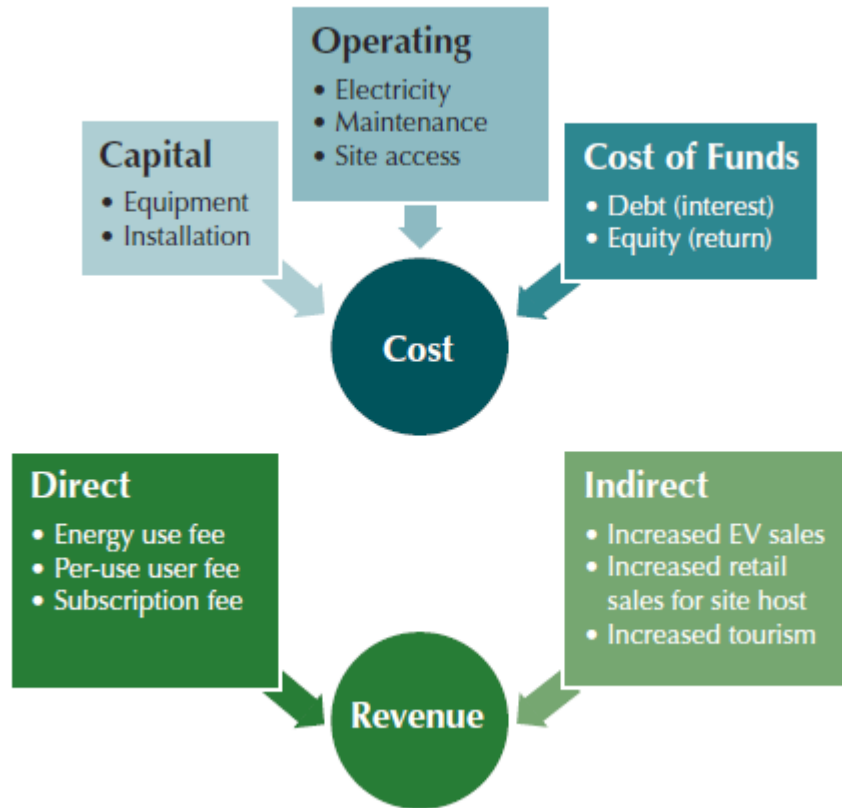 Operating
• Electricity
• Maintenance
• Site access
Capital
• Equipment
• Installation
Cost of Funds
• Debt (interest)
• Equity (return)
Cost
Direct
• Energy use fee
• Per-use user fee
• Subscription fee
Indirect
• Increased EV sales
• Increased retail
sales for site host
• Increased tourism
Revenue